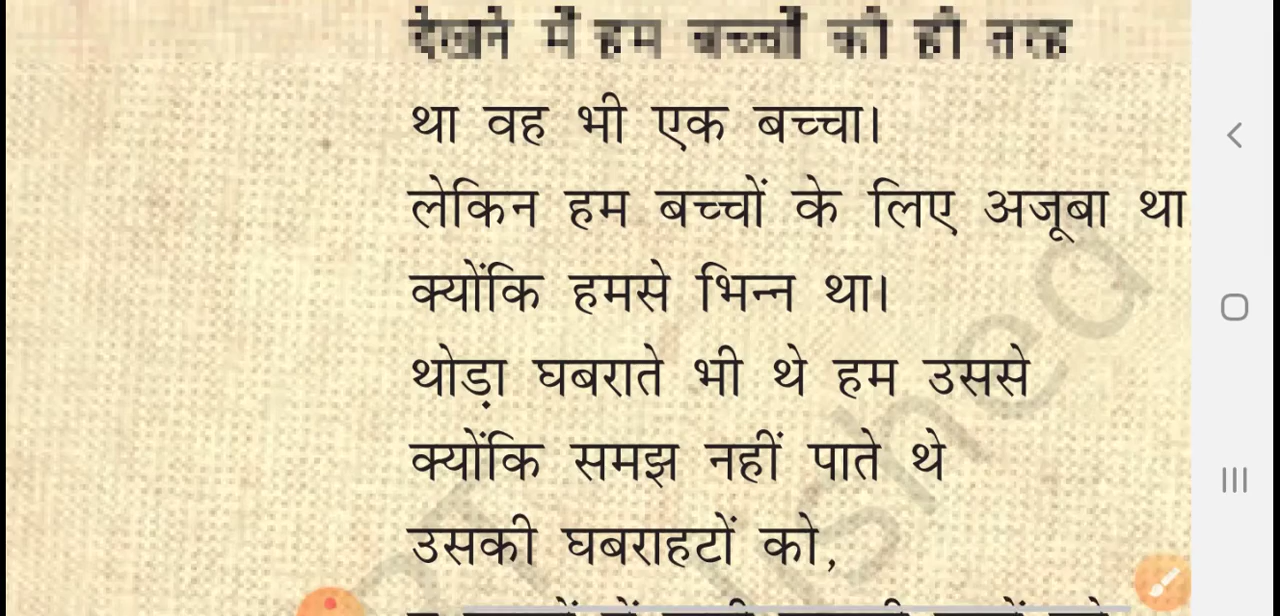 देखने में हम बच्चों की ही तरह
था वह भी एक बच्चा।
लेकिन हम बच्चों के लिए अजूबा था
क्योंकि हमसे भिन्न था।
थोड़ा घबराते भी थे हम उससे
क्योंकि समझ नहीं पाते थे
उसकी घबराहटों को,